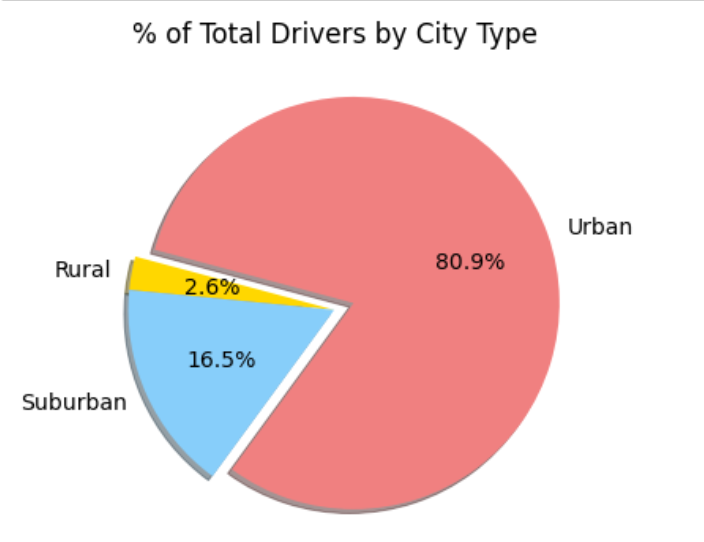 % of Total Drivers by City Type
Urban
80.9%
Rural
2.6%
16.5%
Suburban